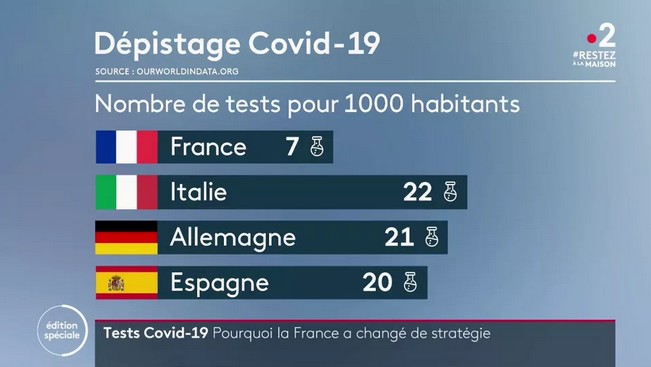 Dépistage Covid-19
SOURCE : OURWORLDINDATA.ORG
2
#RESTEZ
À LA MAISON
Nombre de tests pour 1000 habitants
France 7
Italie 22
Allemagne 21
Espagne 20
édition
spéciale
Tests Covid-19 Pourquoi la France a changé de stratégie